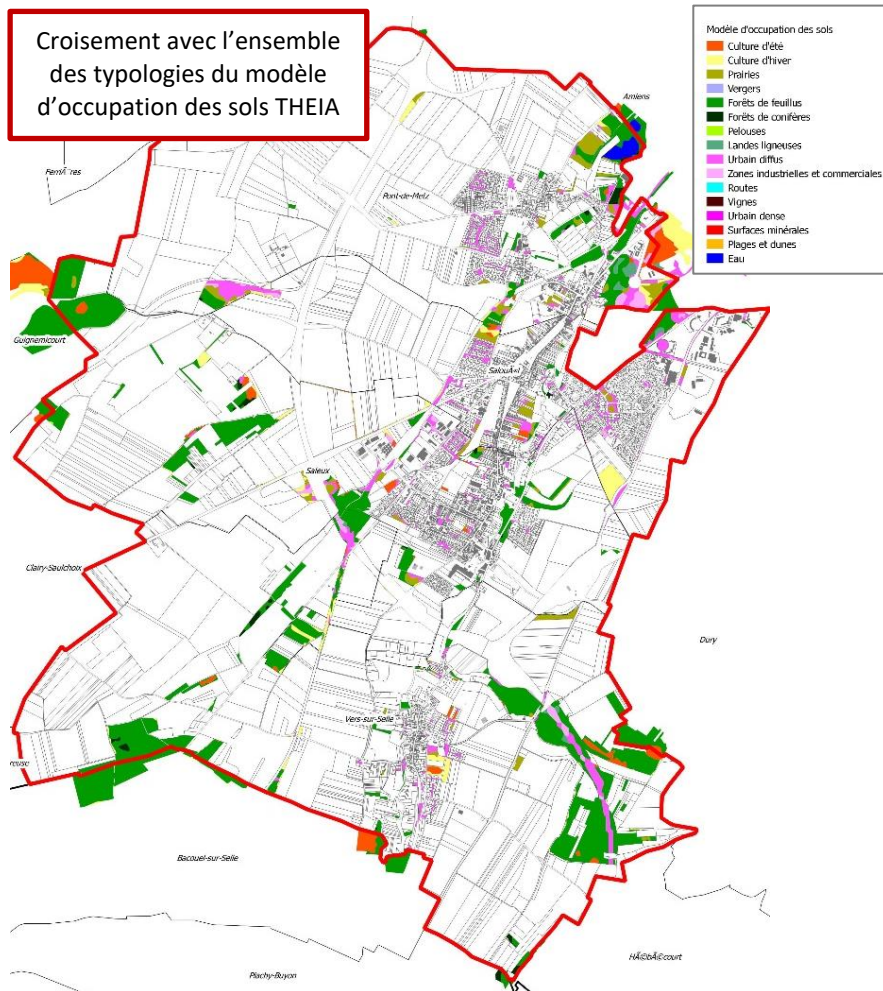 Croisement avec l’ensemble
des typologies du modèle
d’occupation des sols THEIA
Modèle d'occupation des sols
Culture d'été
Culture d'hiver
Prairies
Vergers
Forêts de feuillus
Forêts de conifères
Pelouses
Landes ligneuses
Urbain diffus
Zones industrielles et commerciales
Routes
Vignes
Urbain dense
Surfaces minérales
Plages et dunes
Eau
Amiens
FerriÃ¨res
Pont-de-Metz
Guignemicourt
SalouÃ«l
Saleux
Clairy-Saulchoix
Dury
Vers-sur-Selle
Bacouel-sur-Selle
HÃ©bÃ©court
Plachy-Buyon